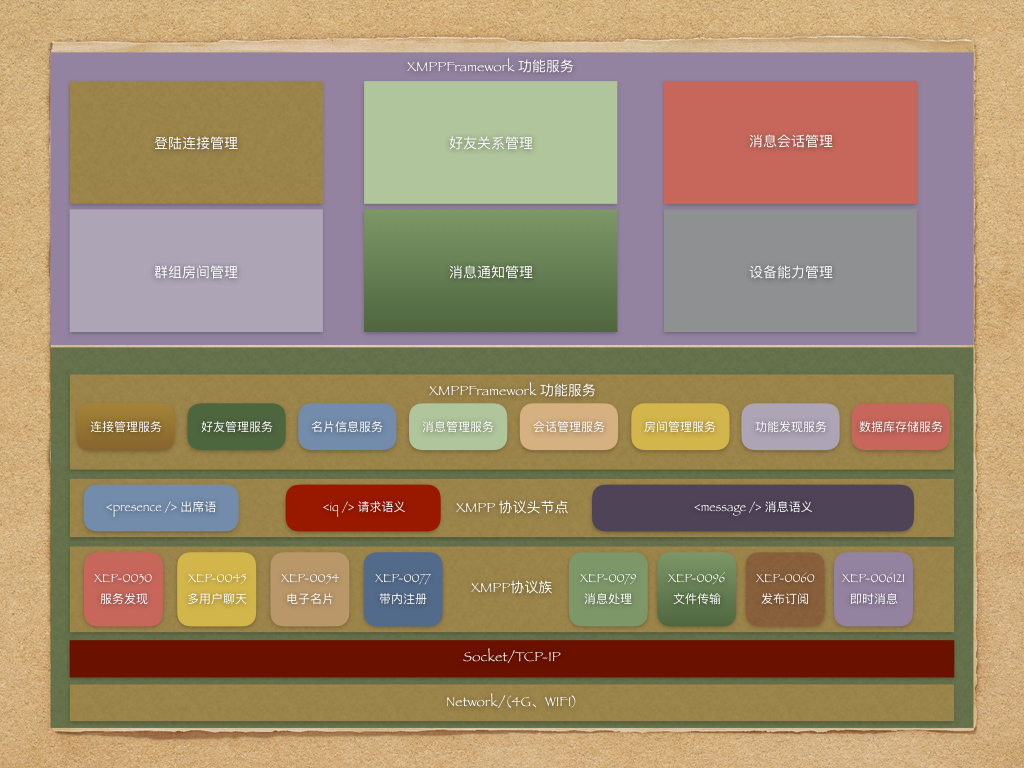 XMPPFramework 功能服务
登陆连接管理
好友关系管理
消息会话管理
群组房间管理
消息通知管理
设备能力管理
XMPPFramework 功能服务
连接管理服务
好友管理服务
名片信息服务
消息管理服务
会话管理服务
房间管理服务
功能发现服务
数据库存储服务
<presence /> 出席语
<iq /> 请求语义
XMPP 协议头节点
<message /> 消息语义
XEP-0030
服务发现
XEP-0045
多用户聊天
XEP-0054
电子名片
XEP-0077
带内注册
XMPP协议族
XEP-0079
消息处理
XEP-0096
文件传输
XEP-0060
发布订阅
XEP-006121
即时消息
Socket/TCP-IP
Network/(4G、WIFI)